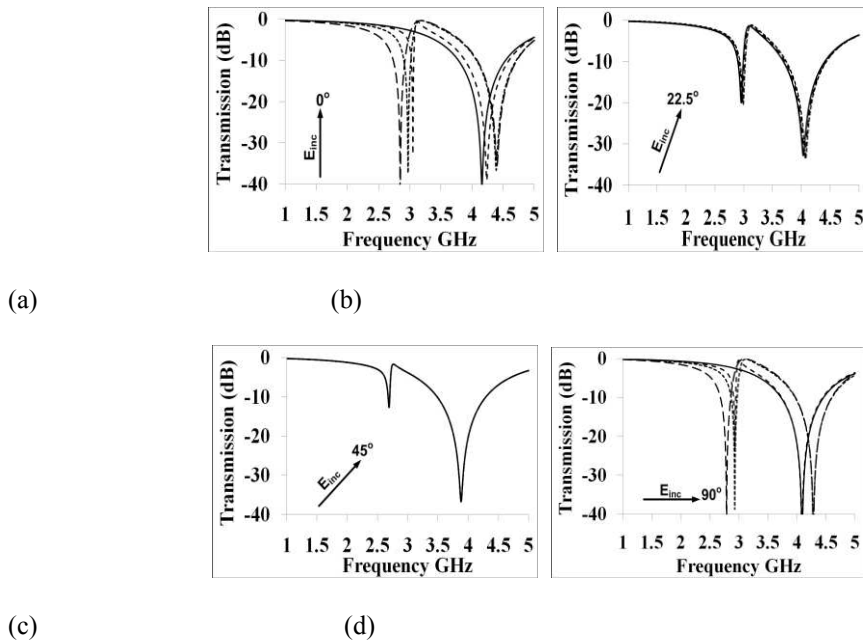 Transmission (dB)
0
-10
-20
-30
-40
0°
E_inc
1 1.5 2 2.5 3 3.5 4 4.5 5
Frequency GHz
Transmission (dB)
0
-10
-20
-30
-40
22.5°
E_inc
1 1.5 2 2.5 3 3.5 4 4.5 5
Frequency GHz
(a) (b)
Transmission (dB)
0
-10
-20
-30
-40
45°
E_inc
1 1.5 2 2.5 3 3.5 4 4.5 5
Frequency GHz
Transmission (dB)
0
-10
-20
-30
-40
E_inc 90°
1 1.5 2 2.5 3 3.5 4 4.5 5
Frequency GHz
(c) (d)